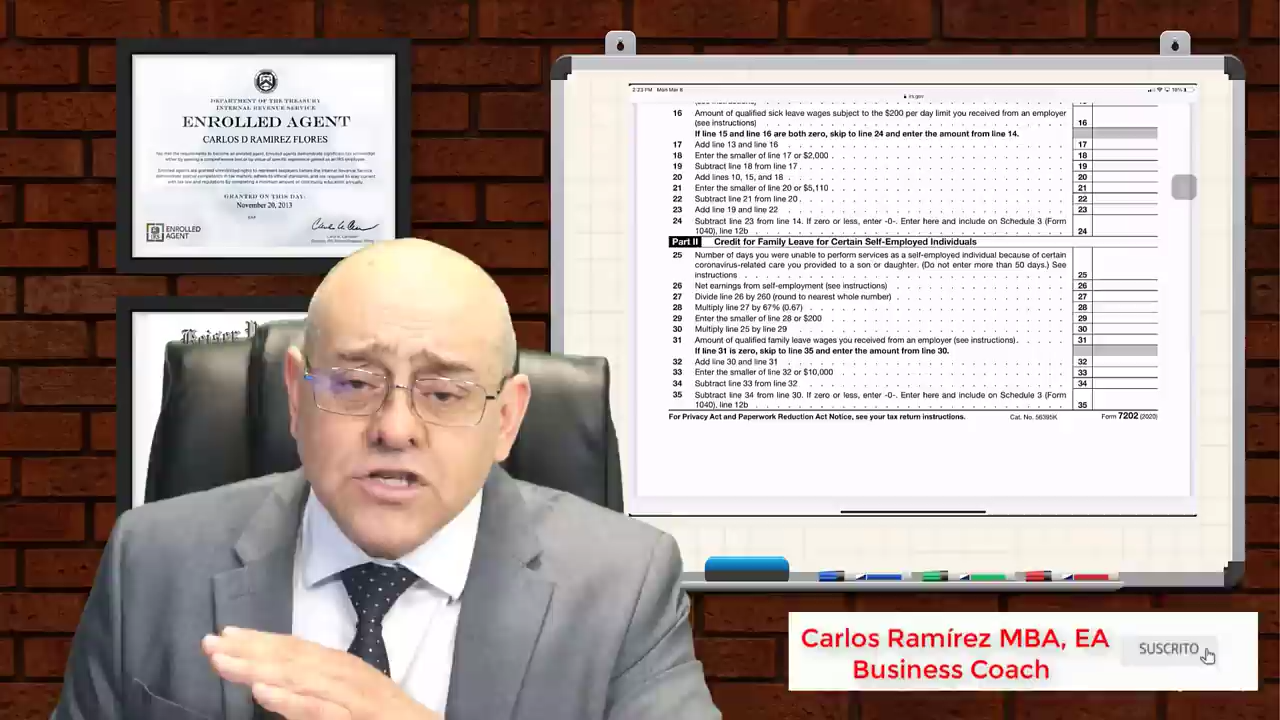 DEPARTMENT OF THE TREASURY
INTERNAL REVENUE SERVICE
ENROLLED AGENT
CARLOS D RAMIREZ FLORES
GRANTED ON THIS DAY:
November 20, 2013
ENROLLED
AGENT
2:23 PM Mon Mar 8
irs.gov
(see instructions)
16 Amount of qualified sick leave wages subject to the $200 per day limit you received from an employer
(see instructions) 16
If line 15 and line 16 are both zero, skip to line 24 and enter the amount from line 14.
17 Add line 13 and line 16 17
18 Enter the smaller of line 17 or $2,000 18
19 Subtract line 18 from line 17 19
20 Add lines 10, 15, and 18 20
21 Enter the smaller of line 20 or $5,110 21
22 Subtract line 21 from line 20 22
23 Add line 19 and line 22 23
24 Subtract line 23 from line 14. If zero or less, enter -0-. Enter here and include on Schedule 3 (Form
1040), line 12b 24
Part II Credit for Family Leave for Certain Self-Employed Individuals
25 Number of days you were unable to perform services as a self-employed individual because of certain
coronavirus-related care you provided to a son or daughter. (Do not enter more than 50 days.) See
instructions 25
26 Net earnings from self-employment (see instructions) 26
27 Divide line 26 by 260 (round to nearest whole number) 27
28 Multiply line 27 by 67% (0.67) 28
29 Enter the smaller of line 28 or $200 29
30 Multiply line 25 by line 29 30
31 Amount of qualified family leave wages you received from an employer (see instructions) 31
If line 31 is zero, skip to line 35 and enter the amount from line 30.
32 Add line 30 and line 31 32
33 Enter the smaller of line 32 or $10,000 33
34 Subtract line 33 from line 32 34
35 Subtract line 34 from line 30. If zero or less, enter -0-. Enter here and include on Schedule 3 (Form
1040), line 12b 35
For Privacy Act and Paperwork Reduction Act Notice, see your tax return instructions. Cat. No. 56395K Form 7202 (2020)
Carlos Ramírez MBA, EA
Business Coach
SUSCRITO